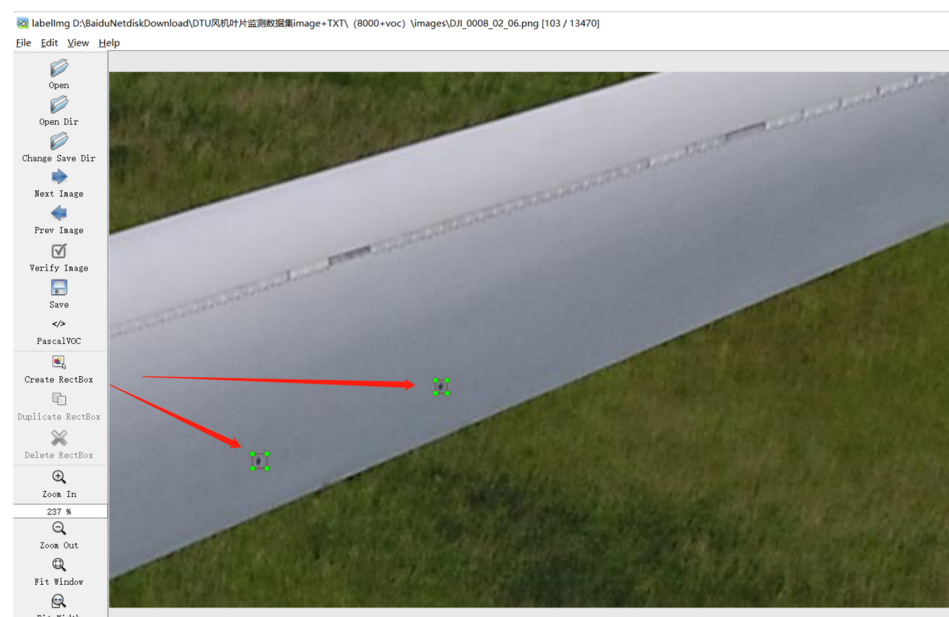 labelImg D:\BaiduNetdiskDownload\DTU风机叶片监测数据集image+TXT\（8000+voc）\images\DJI_0008_02_06.png [103 / 13470]
File Edit View Help
Open
Open Dir
Change Save Dir
Next Image
Prev Image
Verify Image
Save
</>
PascalVOC
Create RectBox
Duplicate RectBox
Delete RectBox
Zoom In
237 %
Zoom Out
Fit Window